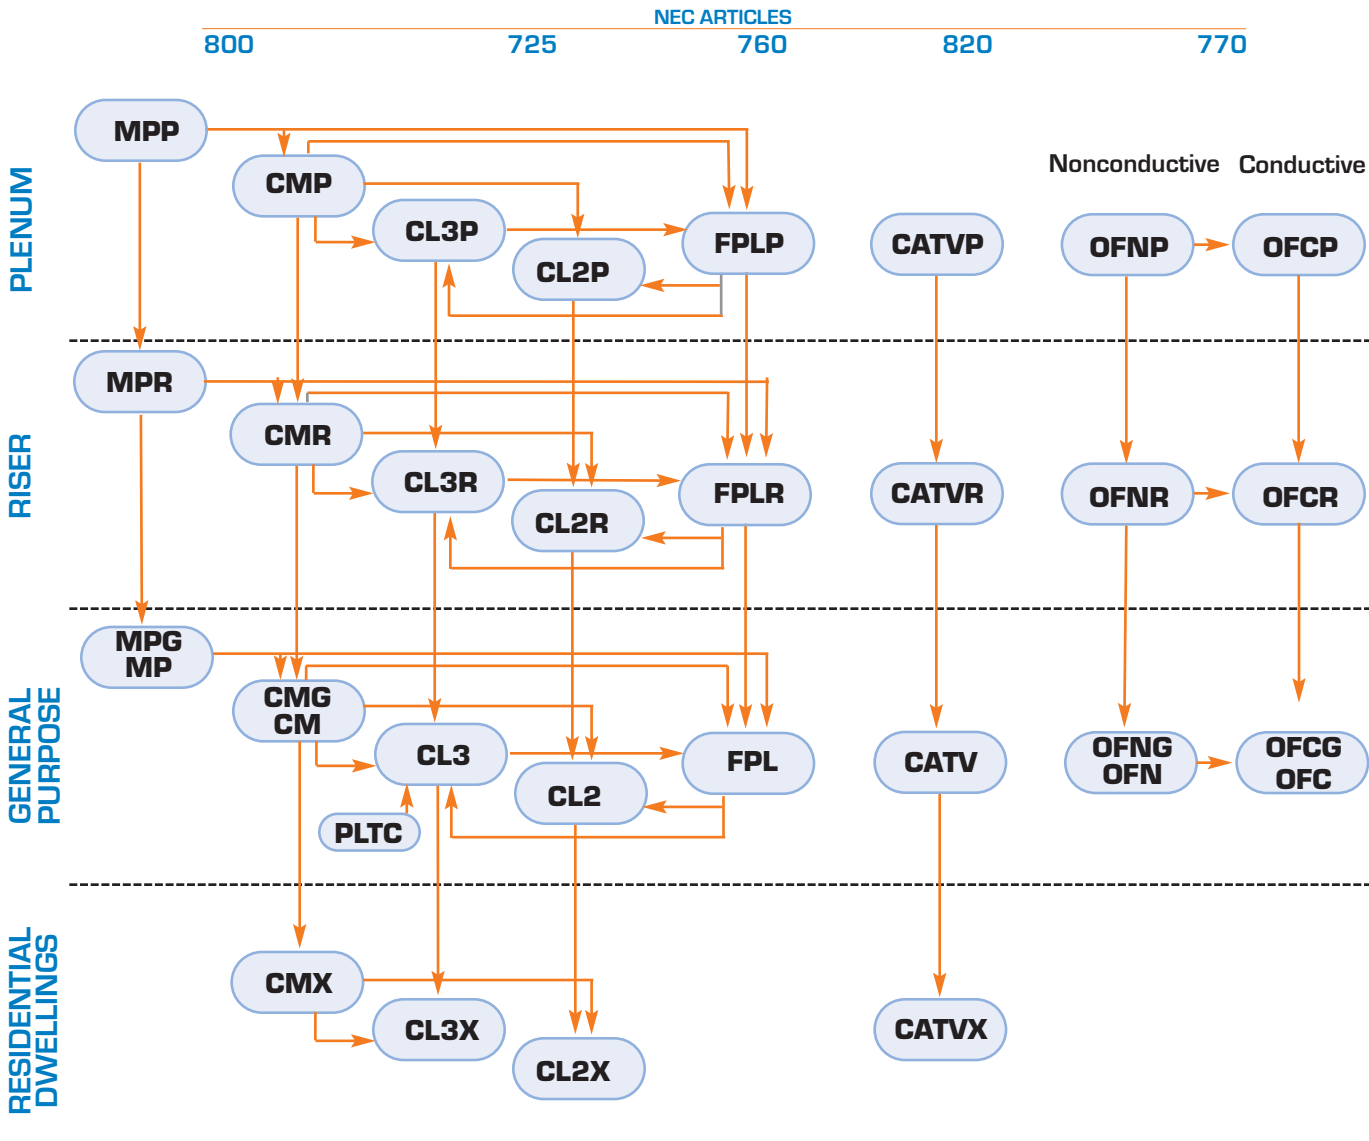 NEC ARTICLES
800 725 760 820 770
PLENUM
MPP
Nonconductive Conductive
CMP
CL3P
FPLP
CATVP
OFNP
OFCP
CL2P
RISER
MPR
CMR
CL3R
FPLR
CATVR
OFNR
OFCR
CL2R
GENERAL
PURPOSE
MPG
MP
CMG
CM
CL3
FPL
CATV
OFNG
OFN
OFCG
OFC
CL2
PLTC
RESIDENTIAL
DWELLINGS
CMX
CL3X
CATVX
CL2X